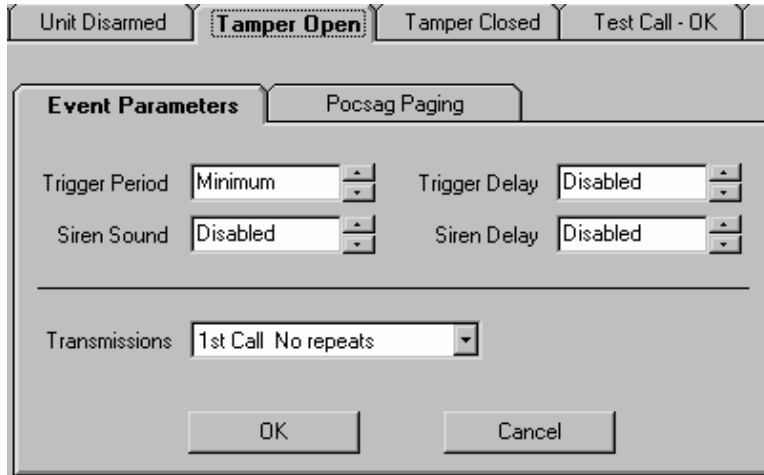 Unit Disarmed Tamper Open Tamper Closed Test Call - OK
Event Parameters Pocsag Paging
Trigger Period Minimum Trigger Delay Disabled
Siren Sound Disabled Siren Delay Disabled
Transmissions 1st Call No repeats
OK Cancel